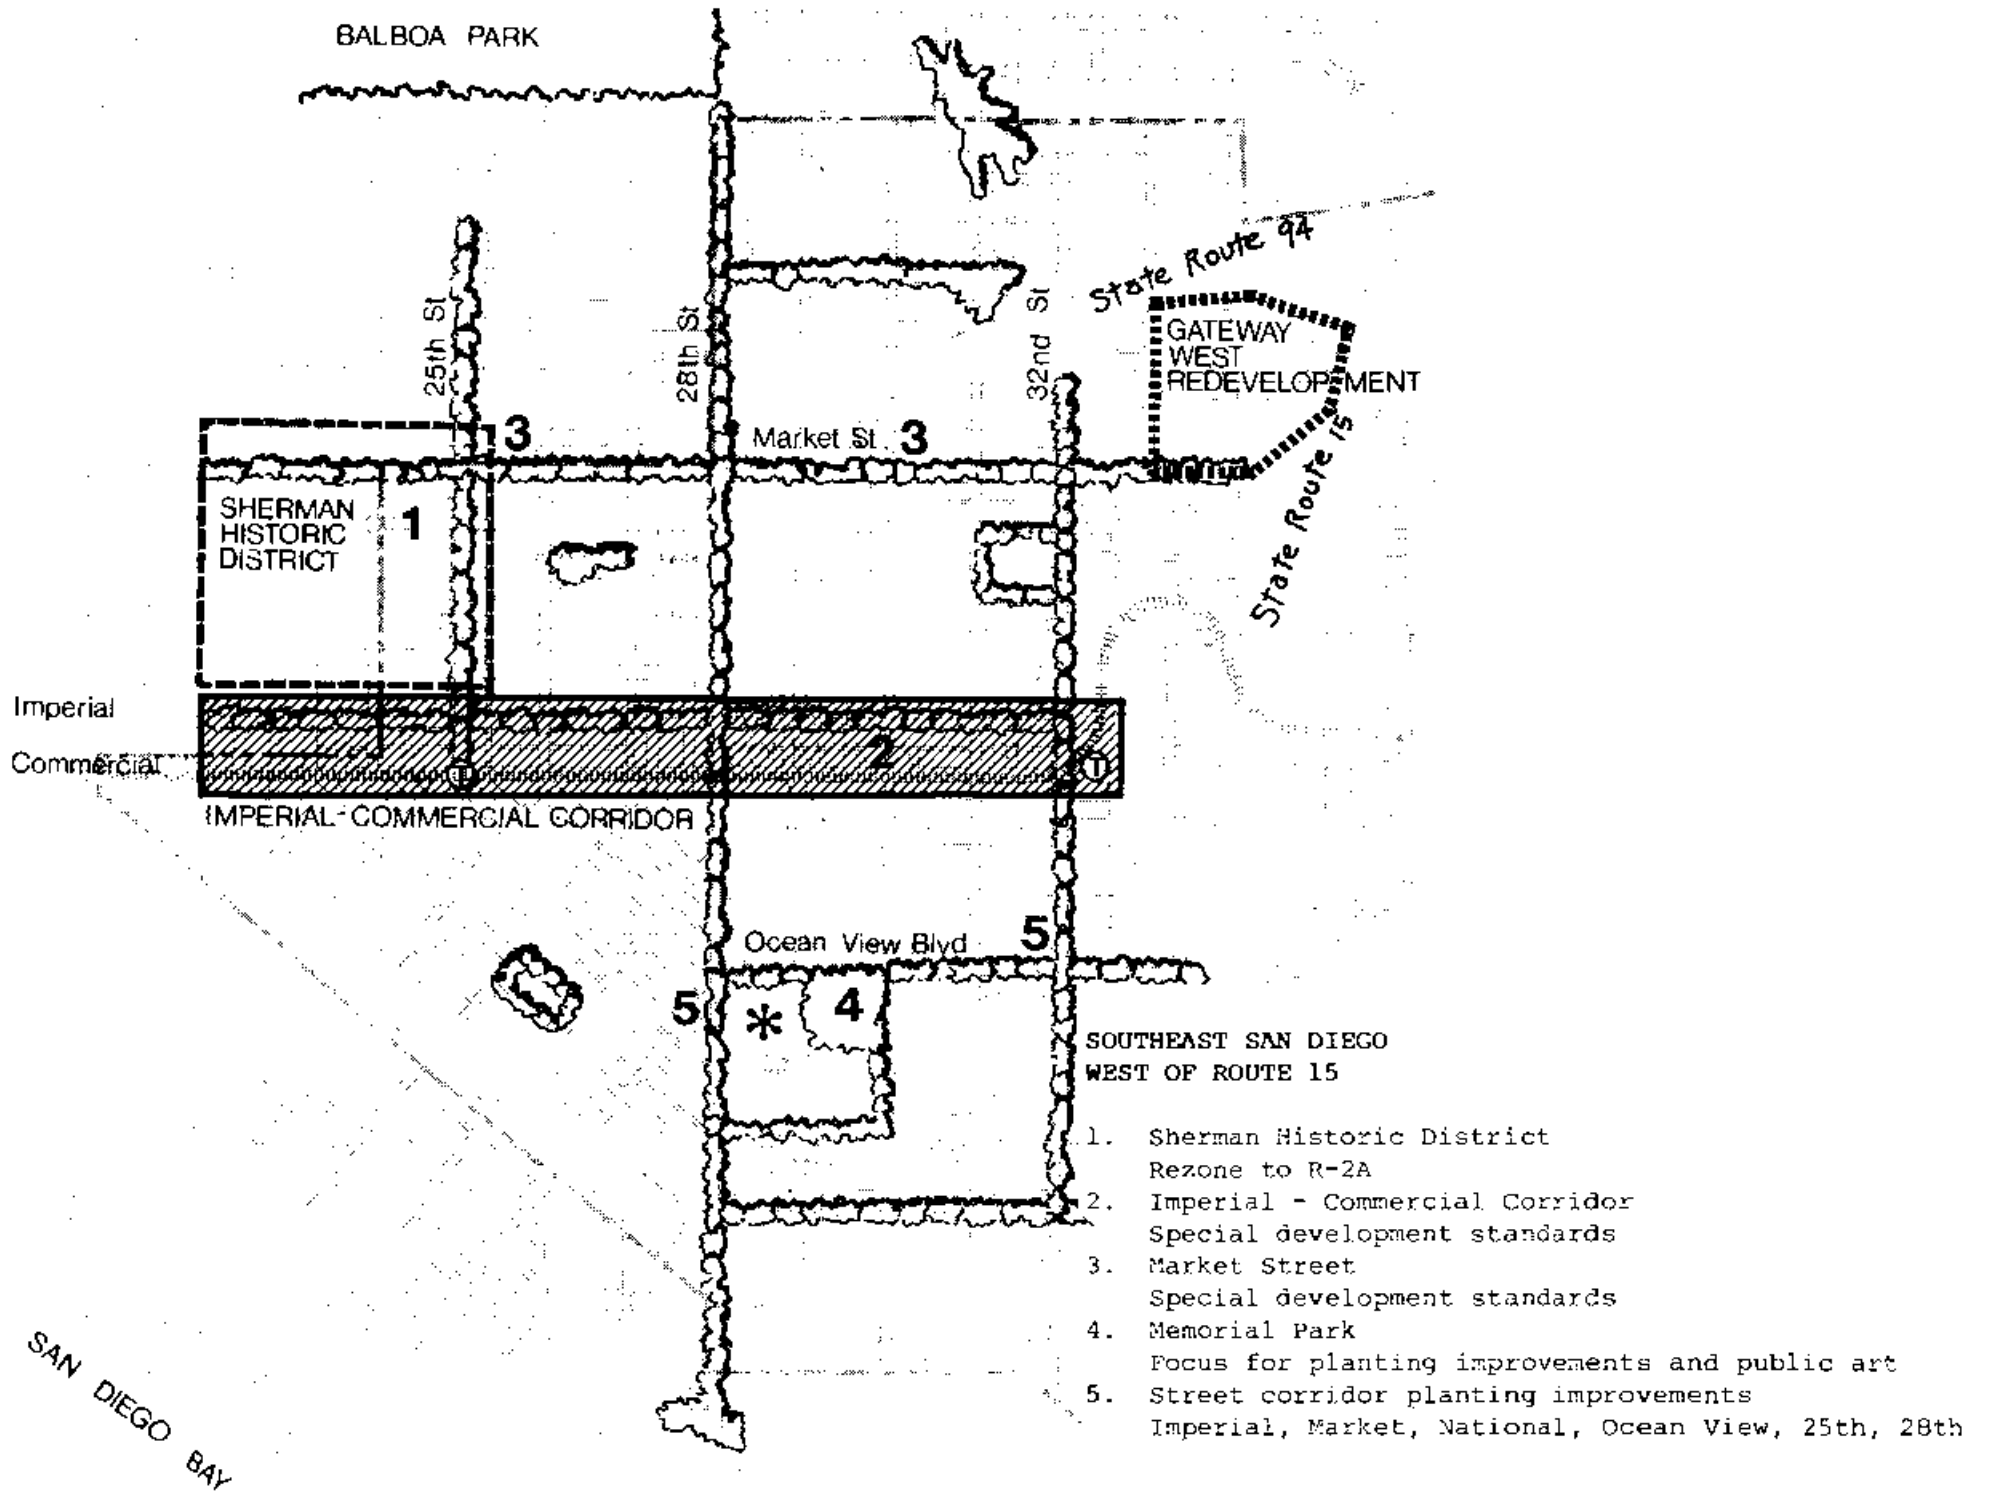 BALBOA PARK
State Route 94
25th St
28th St
32nd St
GATEWAY
WEST
REDEVELOPMENT
State Route 15
3
Market St
3
SHERMAN
HISTORIC
DISTRICT
1
Imperial
Commercial
2
T
T
IMPERIAL-COMMERCIAL CORRIDOR
Ocean View Blvd
5
5
*
4
SOUTHEAST SAN DIEGO
WEST OF ROUTE 15
1. Sherman Historic District
Rezone to R-2A
2. Imperial - Commercial Corridor
Special development standards
3. Market Street
Special development standards
4. Memorial Park
Focus for planting improvements and public art
5. Street corridor planting improvements
Imperial, Market, National, Ocean View, 25th, 28th
SAN DIEGO BAY